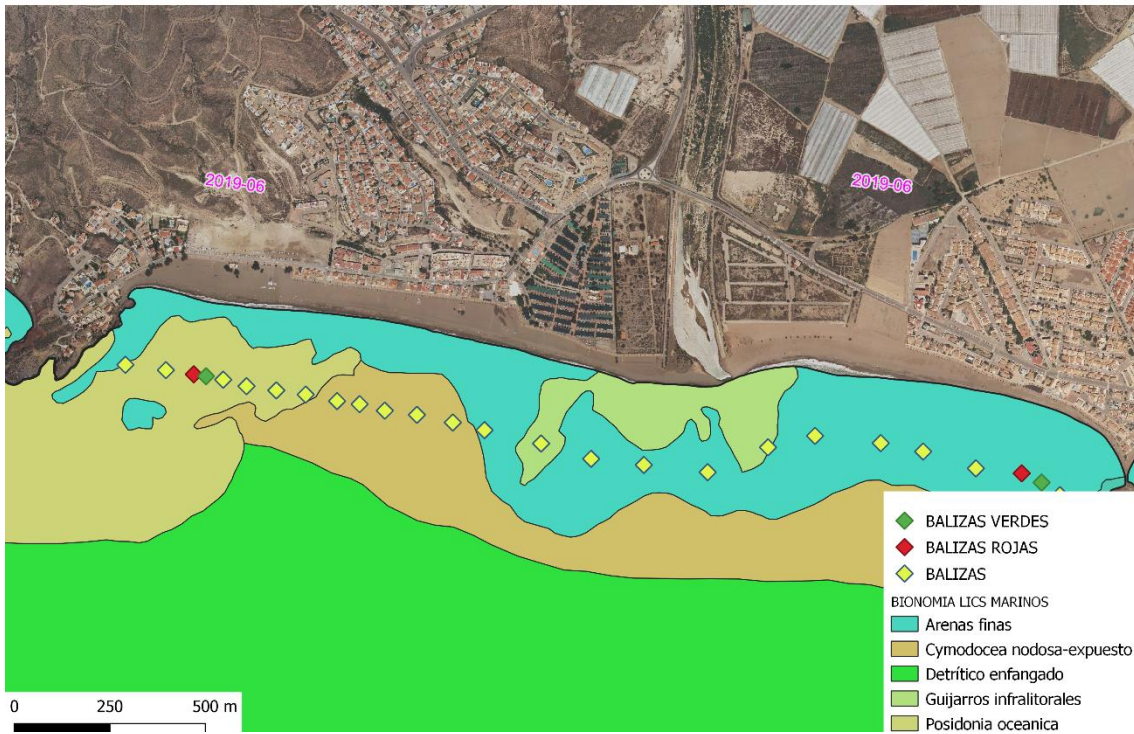 2019-06
2019-06
BALIZAS VERDES
BALIZAS ROJAS
BALIZAS
BIONOMIA LICS MARINOS
Arenas finas
Cymodocea nodosa-expuesto
Detrítico enfangado
Guijarros infralitorales
Posidonia oceanica
0 250 500 m